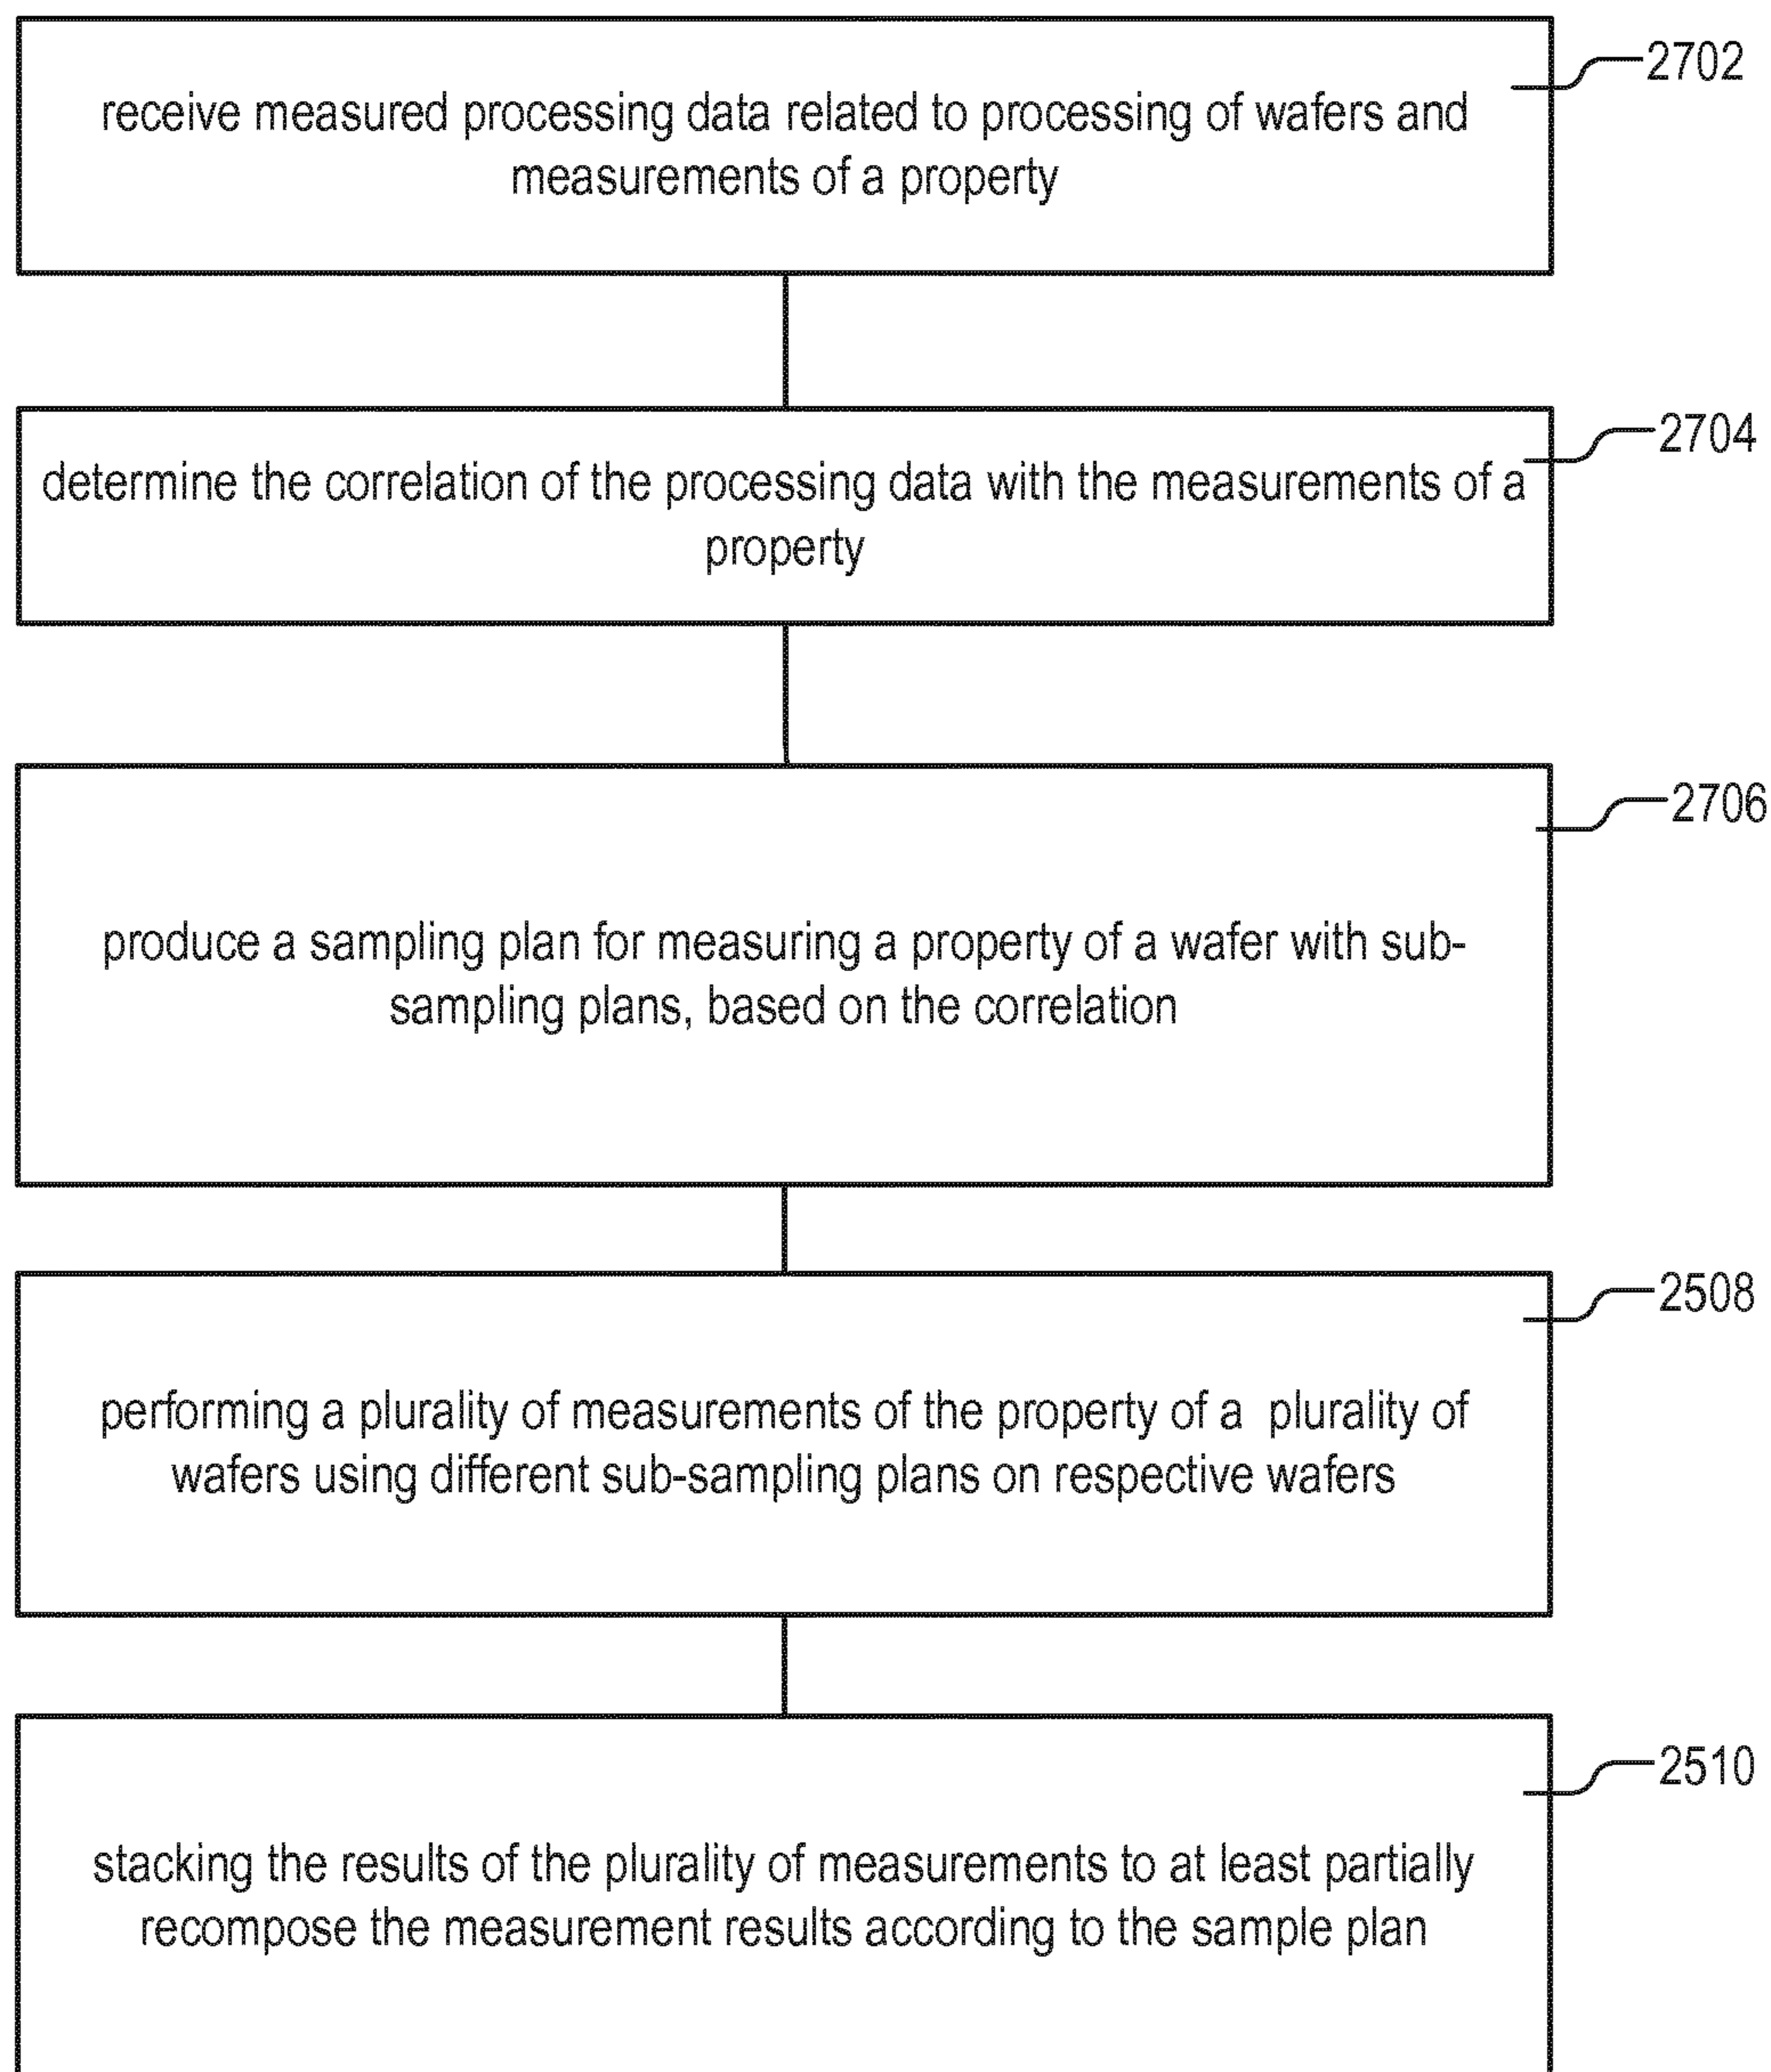 2702
receive measured processing data related to processing of wafers and
measurements of a property
2704
determine the correlation of the processing data with the measurements of a
property
2706
produce a sampling plan for measuring a property of a wafer with sub-
sampling plans, based on the correlation
2508
performing a plurality of measurements of the property of a plurality of
wafers using different sub-sampling plans on respective wafers
2510
stacking the results of the plurality of measurements to at least partially
recompose the measurement results according to the sample plan